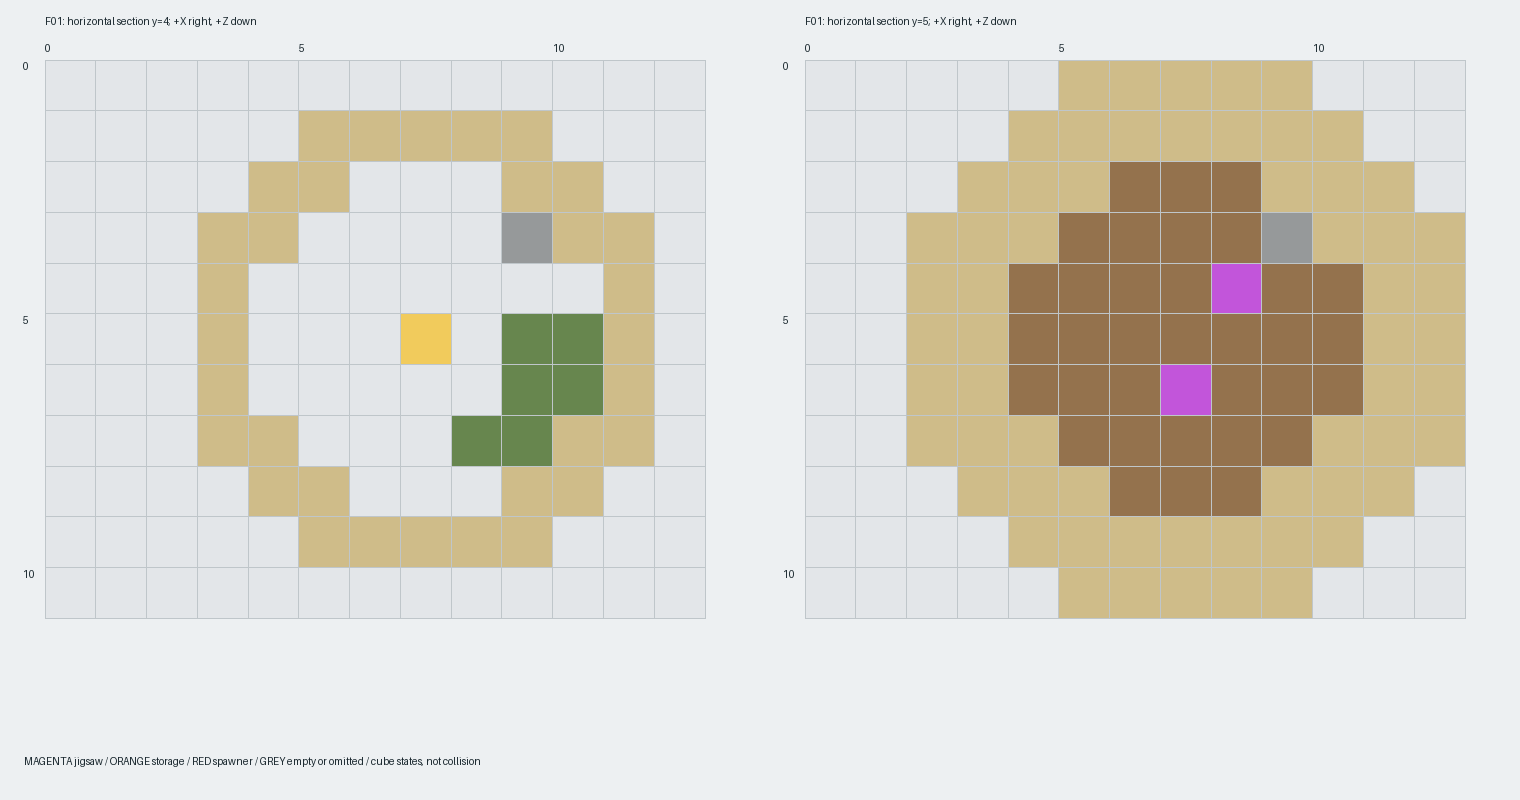 F01: horizontal section y=4; +X right, +Z down
F01: horizontal section y=5; +X right, +Z down
0 5 10
0 5 10
0 0
5 5
10 10
MAGENTA jigsaw / ORANGE storage / RED spawner / GREY empty or omitted / cube states, not collision